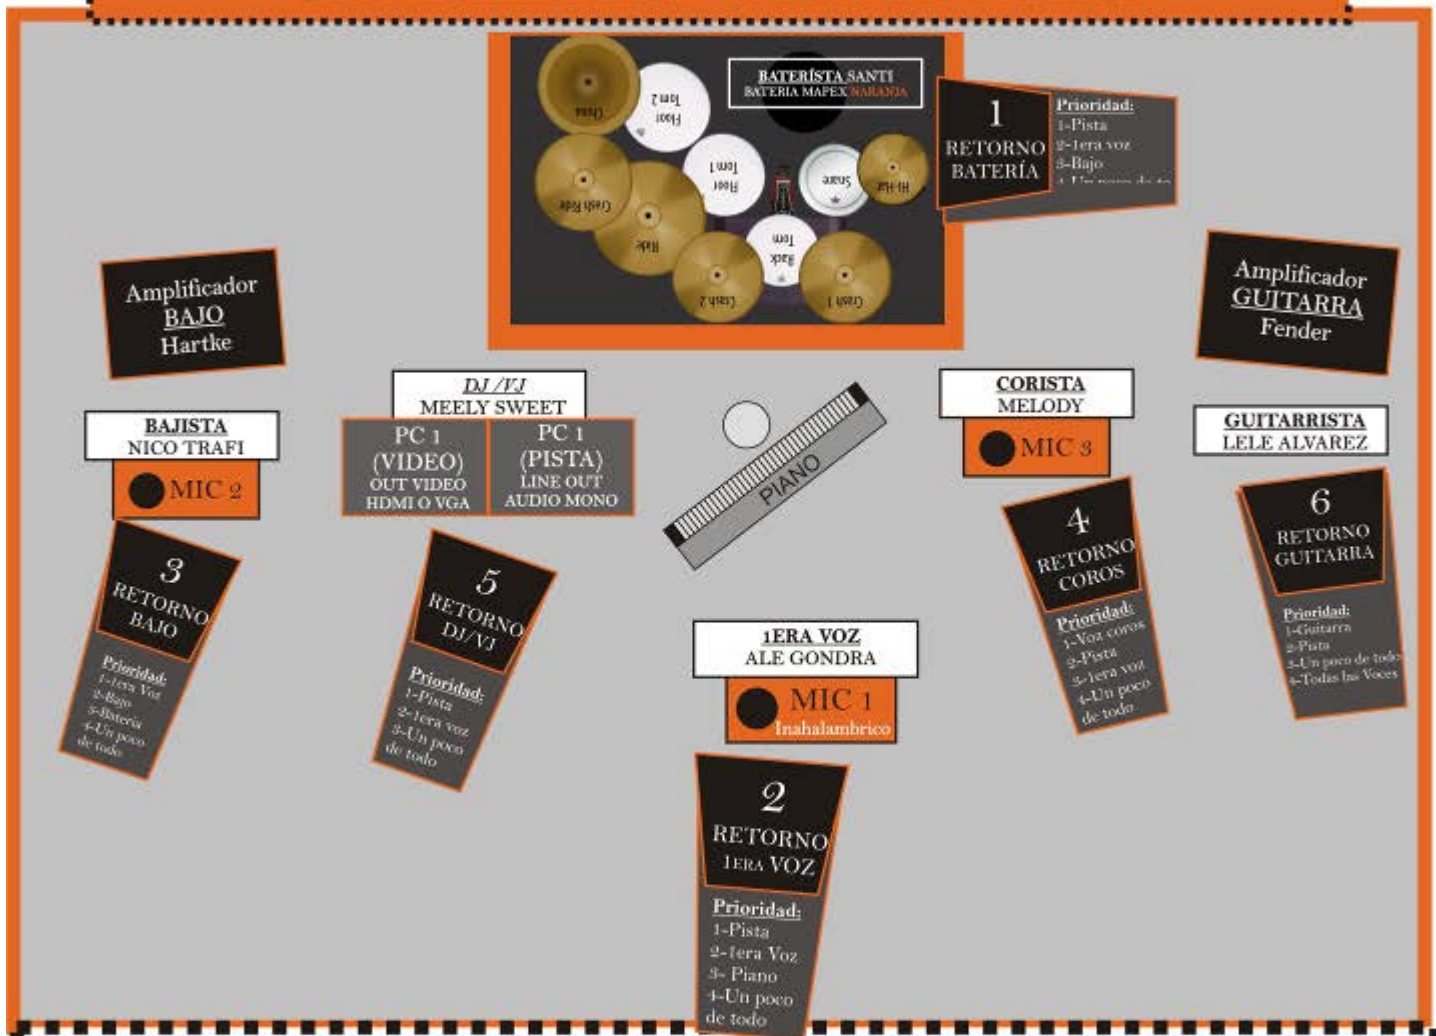 BATERÍSTA SANTI
BATERIA MAPEX NARANJA
China
Floor
Tom 2
Floor
Tom 1
Snare
Hi-Hat
Crash Ride
Ride
Rack
Tom
Crash 2
Crash 1
1
RETORNO
BATERÍA
Prioridad:
1-Pista
2-1era voz
3-Bajo
4-Un poco de to
Amplificador
BAJO
Hartke
Amplificador
GUITARRA
Fender
BAJISTA
NICO TRAFI
MIC 2
DJ /VJ
MEELY SWEET
PC 1
(VIDEO)
OUT VIDEO
HDMI O VGA
PC 1
(PISTA)
LINE OUT
AUDIO MONO
PIANO
CORISTA
MELODY
MIC 3
GUITARRISTA
LELE ALVAREZ
3
RETORNO
BAJO
Prioridad:
1-1era Voz
2-Bajo
3-Batería
4-Un poco
de todo
5
RETORNO
DJ/VJ
Prioridad:
1-Pista
2-1era voz
3-Un poco
de todo
1ERA VOZ
ALE GONDRA
MIC 1
Inahalambrico
4
RETORNO
COROS
Prioridad:
1-Voz coros
2-Pista
3-1era voz
4-Un poco
de todo
6
RETORNO
GUITARRA
Prioridad:
1-Guitarra
2-Pista
3-Un poco de todo
4-Todas las Voces
2
RETORNO
1ERA VOZ
Prioridad:
1-Pista
2-1era Voz
3- Piano
4-Un poco
de todo